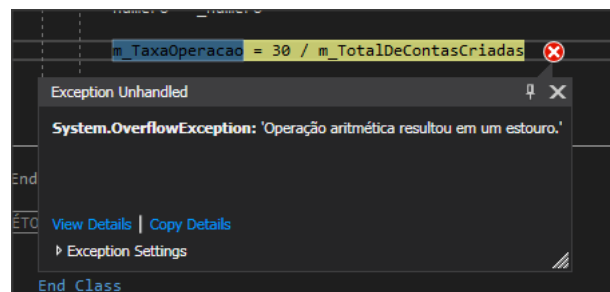 m_TaxaOperacao = 30 / m_TotalDeContasCriadas
Exception Unhandled
System.OverflowException: 'Operação aritmética resultou em um estouro.'
End
ÉTO
View Details | Copy Details
Exception Settings
End Class